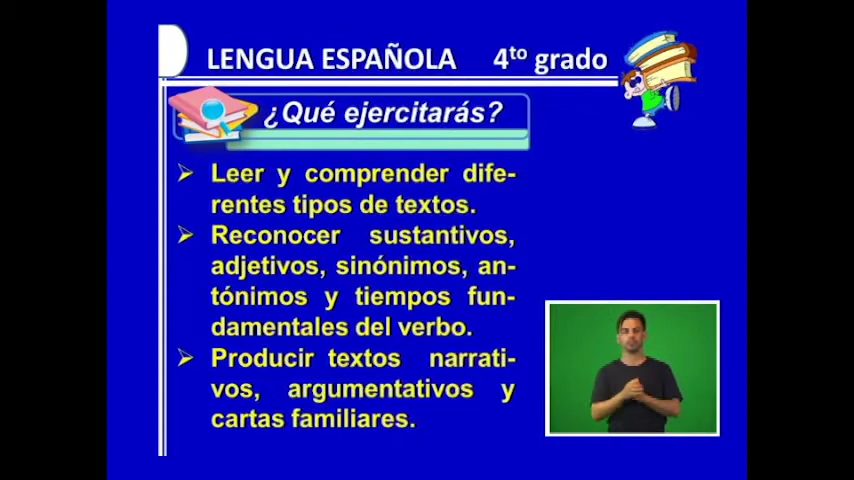 LENGUA ESPAÑOLA 4to grado
¿Qué ejercitarás?
➢ Leer y comprender dife-
rentes tipos de textos.
➢ Reconocer sustantivos,
adjetivos, sinónimos, an-
tónimos y tiempos fun-
damentales del verbo.
➢ Producir textos narrati-
vos, argumentativos y
cartas familiares.